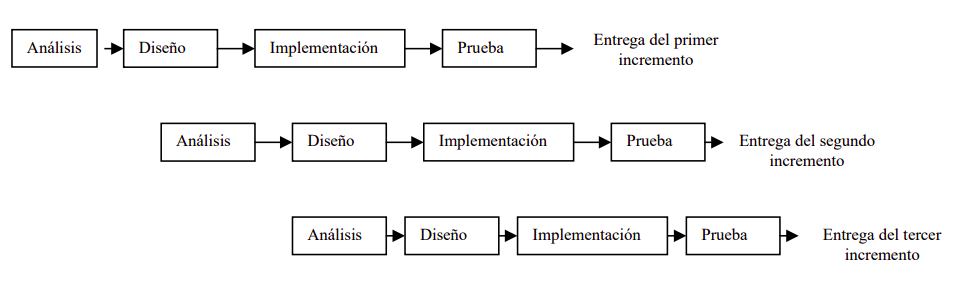 Análisis
Diseño
Implementación
Prueba
Entrega del primer
incremento
Análisis
Diseño
Implementación
Prueba
Entrega del segundo
incremento
Análisis
Diseño
Implementación
Prueba
Entrega del tercer
incremento